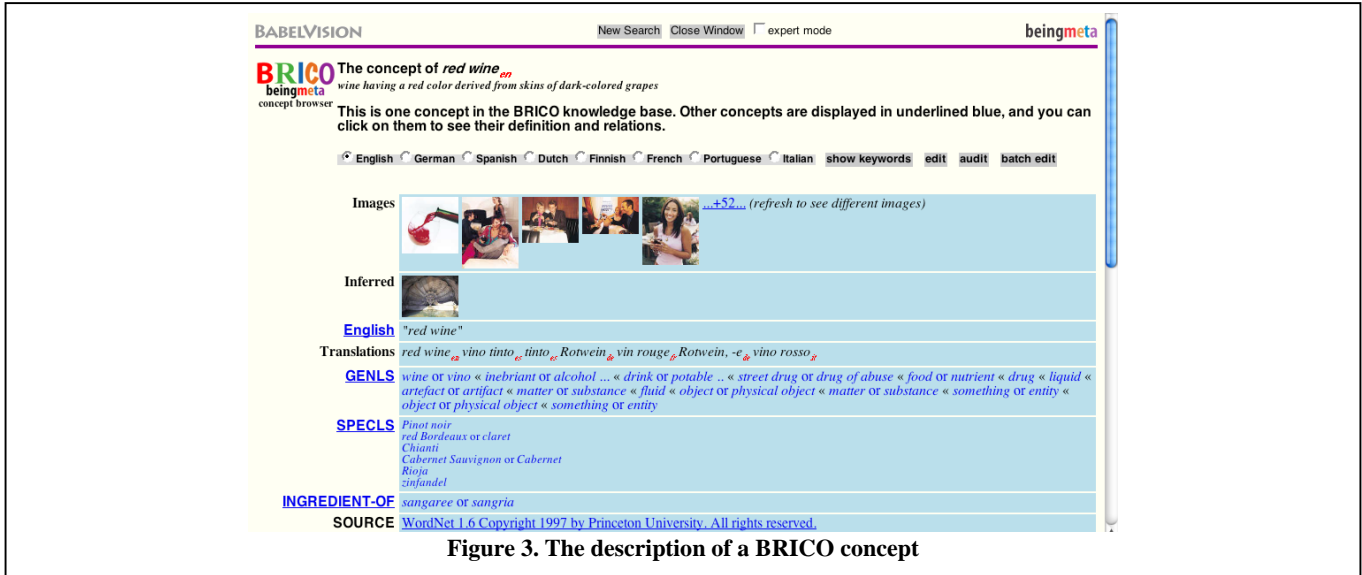 BABELVISION New Search Close Window expert mode beingmeta
BRICO
beingmeta
concept browser
The concept of red wine en
wine having a red color derived from skins of dark-colored grapes
This is one concept in the BRICO knowledge base. Other concepts are displayed in underlined blue, and you can
click on them to see their definition and relations.
English German Spanish Dutch Finnish French Portuguese Italian show keywords edit audit batch edit
Images ...+52... (refresh to see different images)
Inferred
English "red wine"
Translations red wine en vino tinto es tinto es Rotwein de vin rouge fr Rotwein, -e de vino rosso it
GENLS wine or vino « inebriant or alcohol ... « drink or potable .. « street drug or drug of abuse « food or nutrient « drug « liquid «
artefact or artifact « matter or substance « fluid « object or physical object « matter or substance « something or entity «
object or physical object « something or entity
SPECLS Pinot noir
red Bordeaux or claret
Chianti
Cabernet Sauvignon or Cabernet
Rioja
zinfandel
INGREDIENT-OF sangaree or sangria
SOURCE WordNet 1.6 Copyright 1997 by Princeton University. All rights reserved.
Figure 3. The description of a BRICO concept